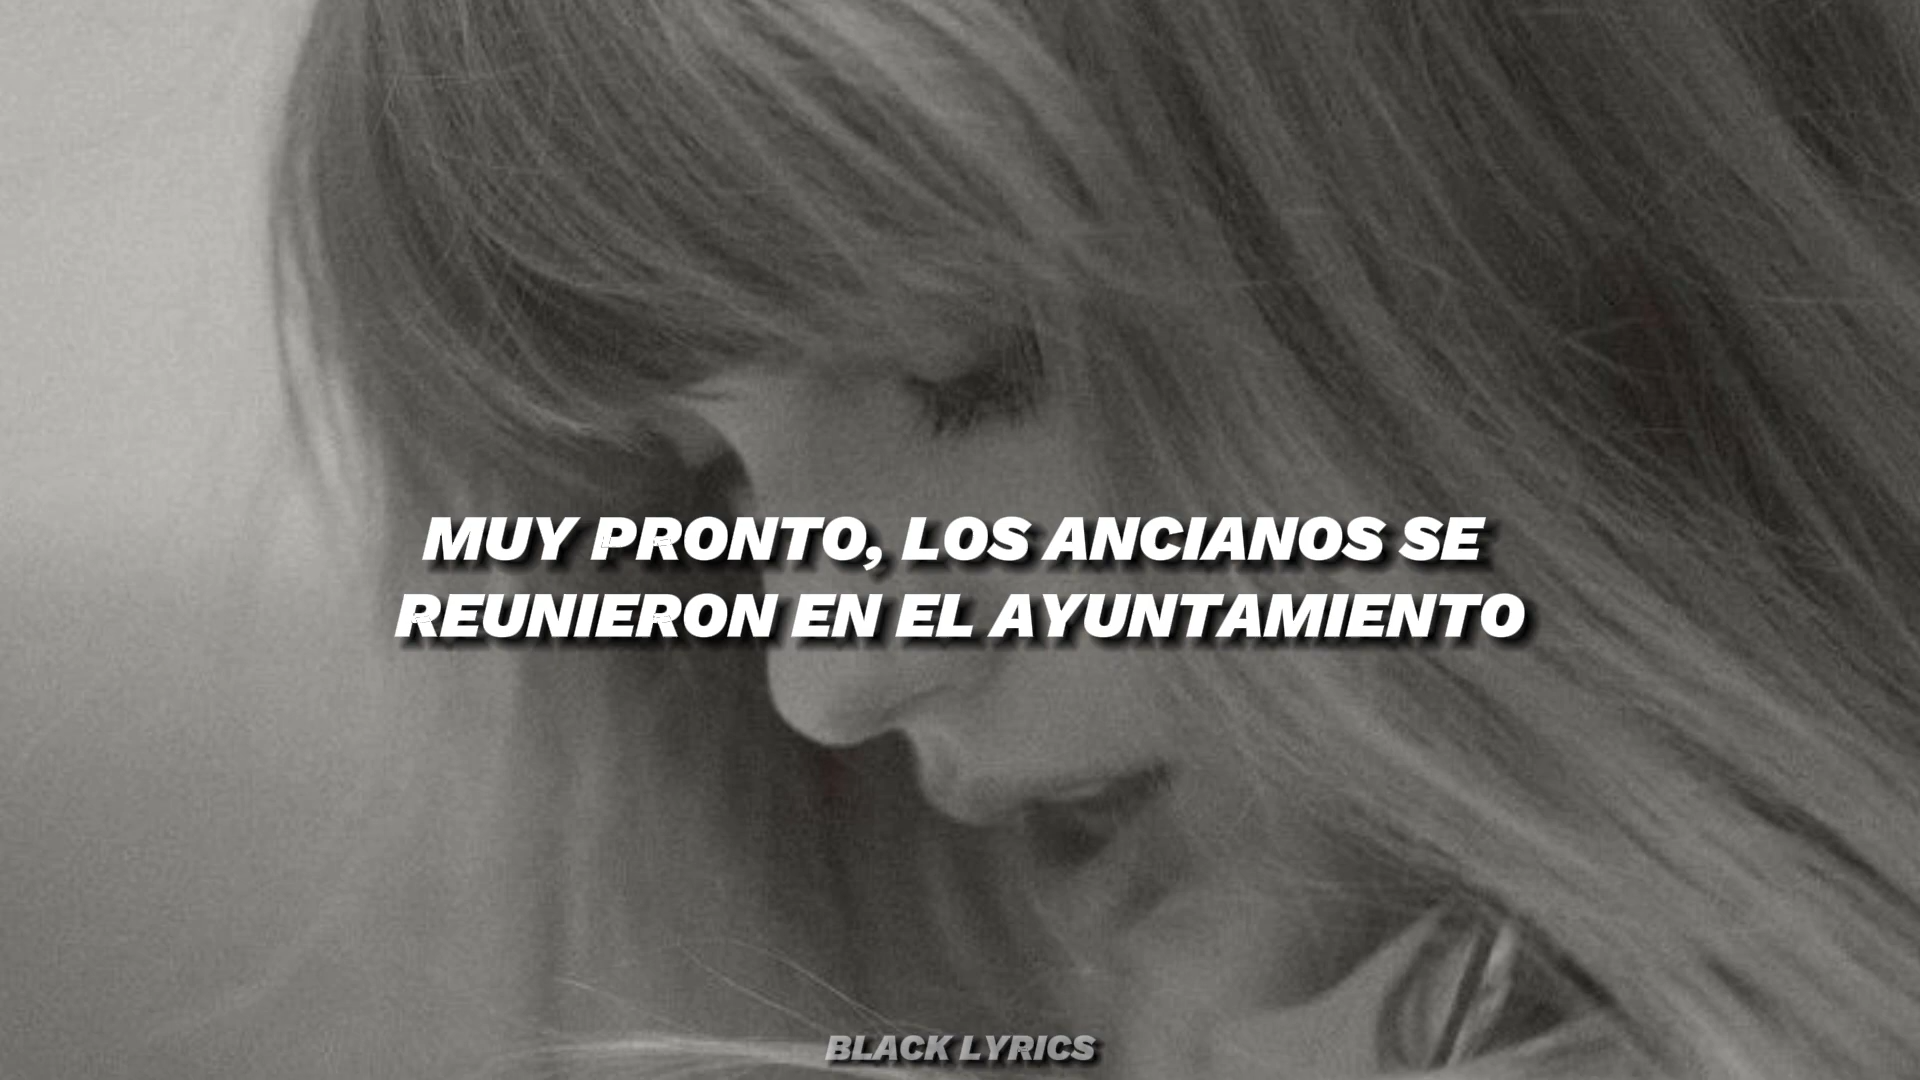 MUY PRONTO, LOS ANCIANOS SE
REUNIERON EN EL AYUNTAMIENTO
BLACK LYRICS